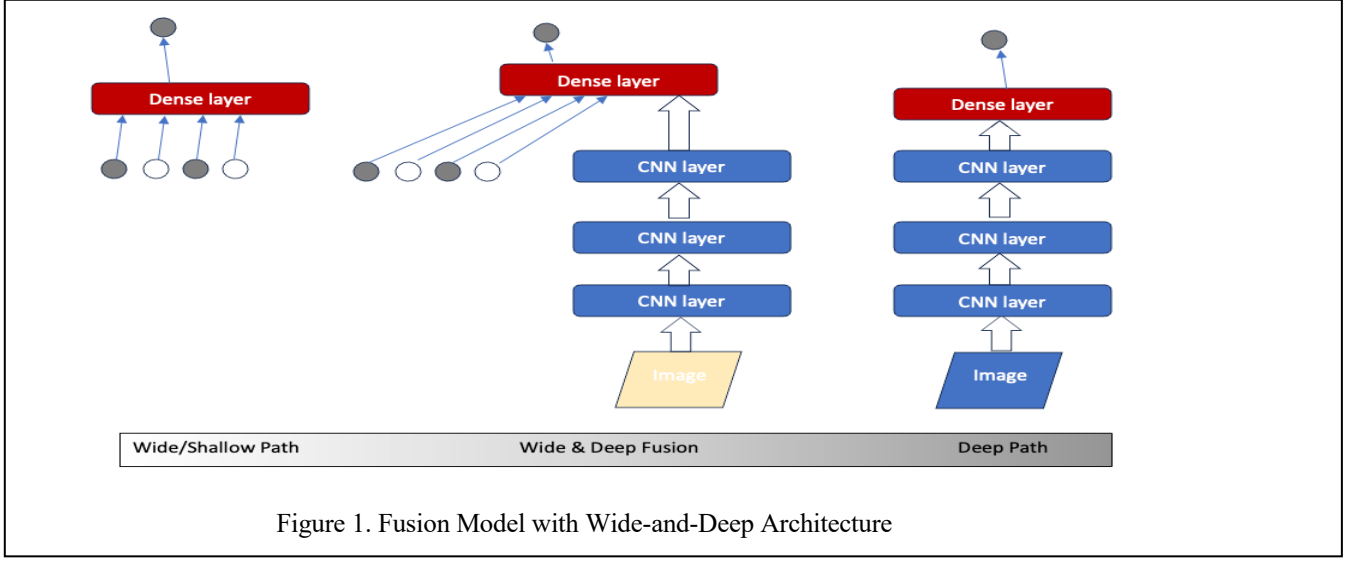 Dense layer
Dense layer
CNN layer
CNN layer
CNN layer
Image
Dense layer
CNN layer
CNN layer
CNN layer
Image
Wide/Shallow Path
Wide & Deep Fusion
Deep Path
Figure 1. Fusion Model with Wide-and-Deep Architecture